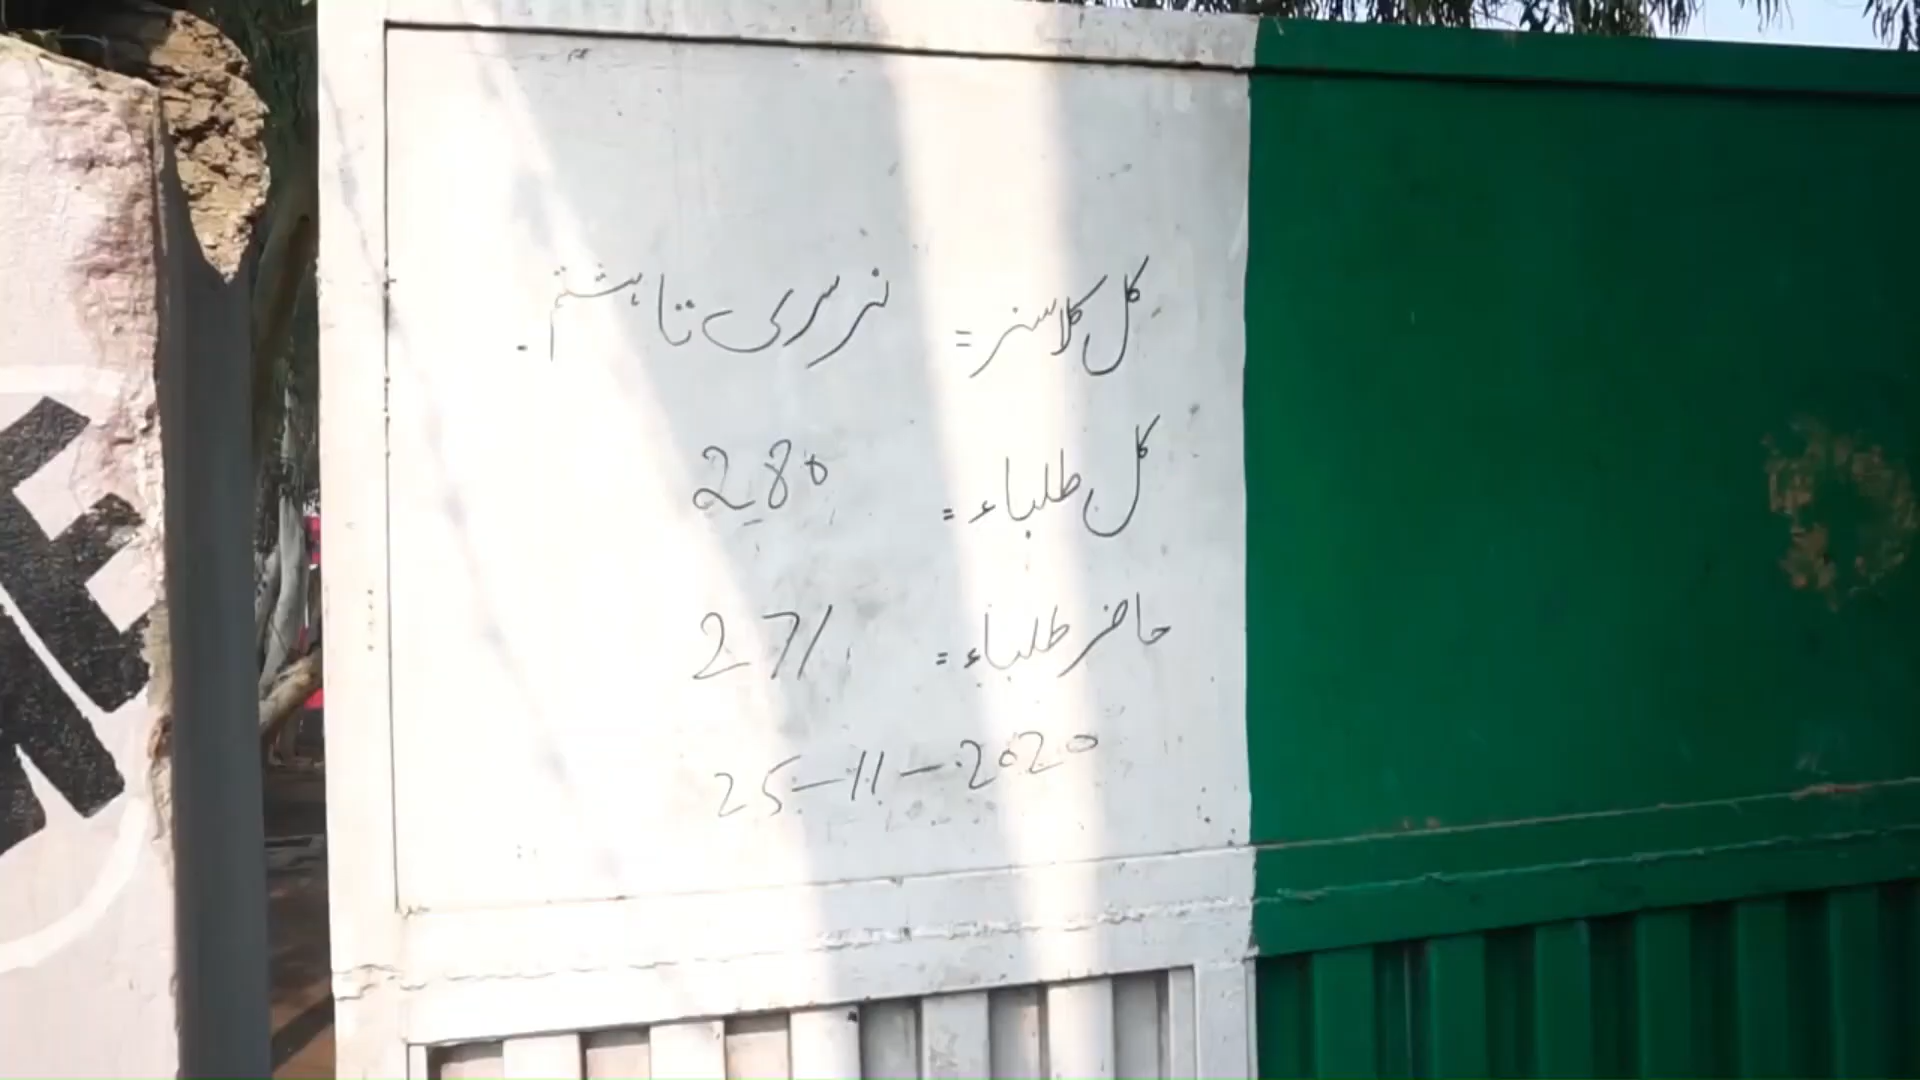 کل کلاسز = نرسری تا ہشتم۔
کل طلباء = 280
حاضر طلباء = 271
25-11-2020